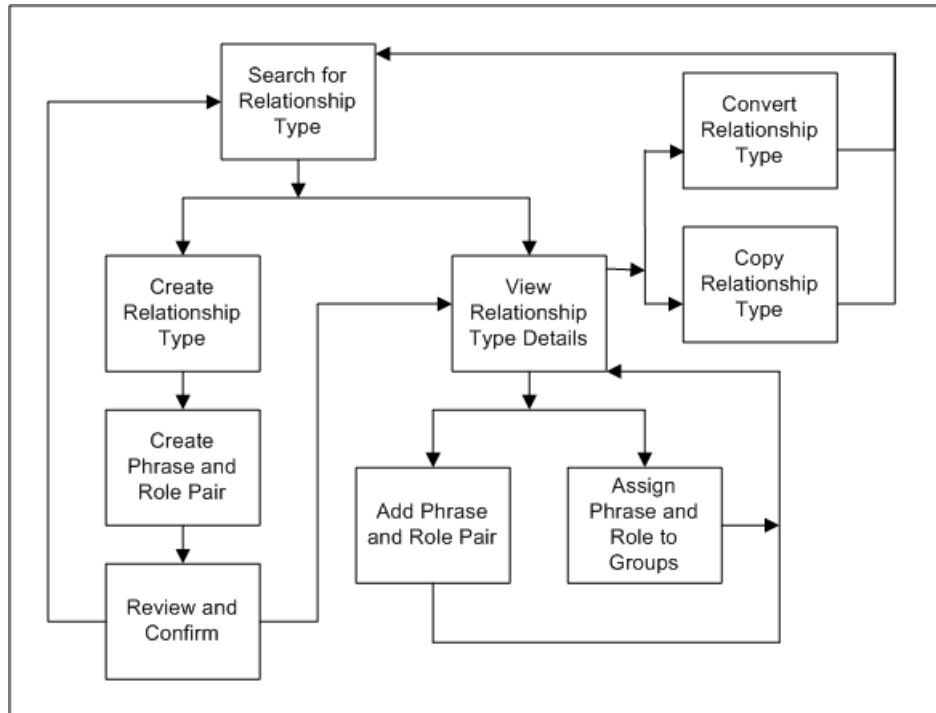 Search for
Relationship
Type
Convert
Relationship
Type
Copy
Relationship
Type
Create
Relationship
Type
View
Relationship
Type Details
Create
Phrase and
Role Pair
Add Phrase
and Role Pair
Assign
Phrase and
Role to
Groups
Review and
Confirm